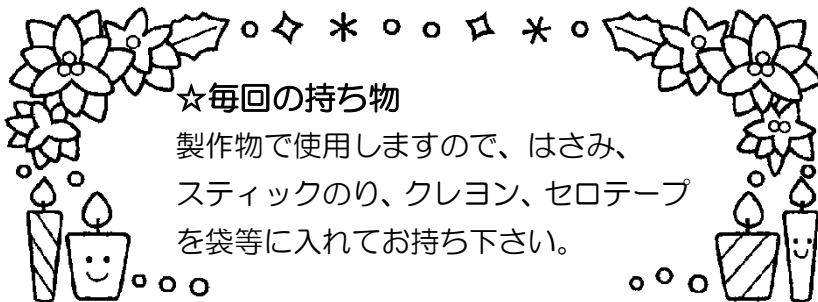 ☆毎回の持ち物
製作物で使用しますので、はさみ、
スティックのり、クレヨン、セロテープ
を袋等に入れてお持ち下さい。